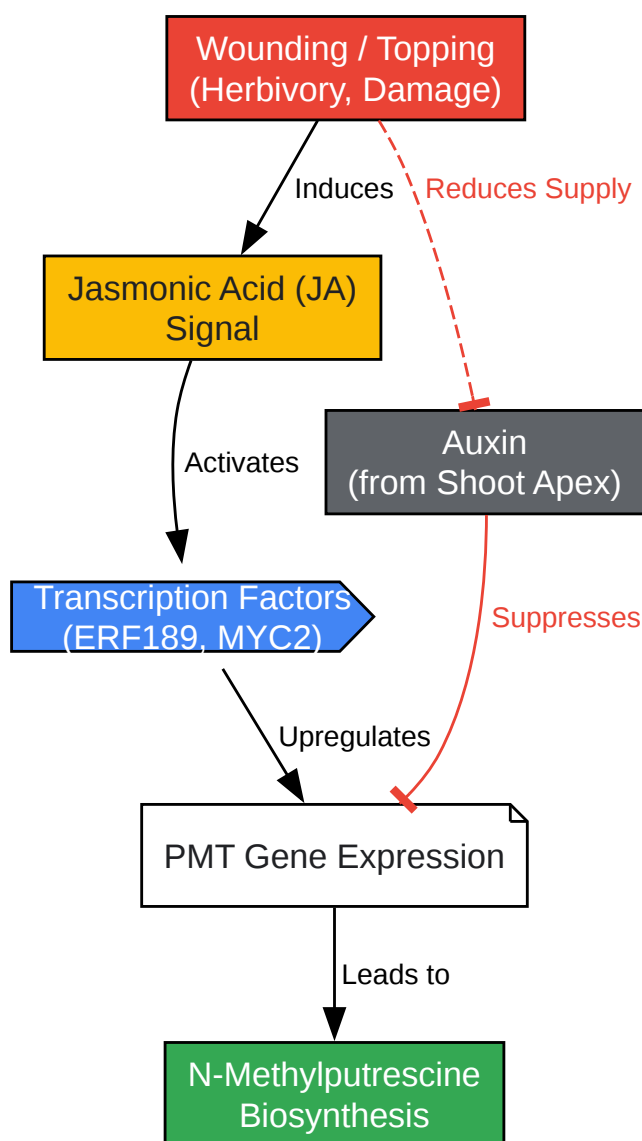 Wounding / Topping
(Herbivory, Damage)
Induces
Reduces Supply
Jasmonic Acid (JA)
Signal
Auxin
(from Shoot Apex)
Activates
Transcription Factors
(ERF189, MYC2)
Suppresses
Upregulates
PMT Gene Expression
Leads to
N-Methylputrescine
Biosynthesis